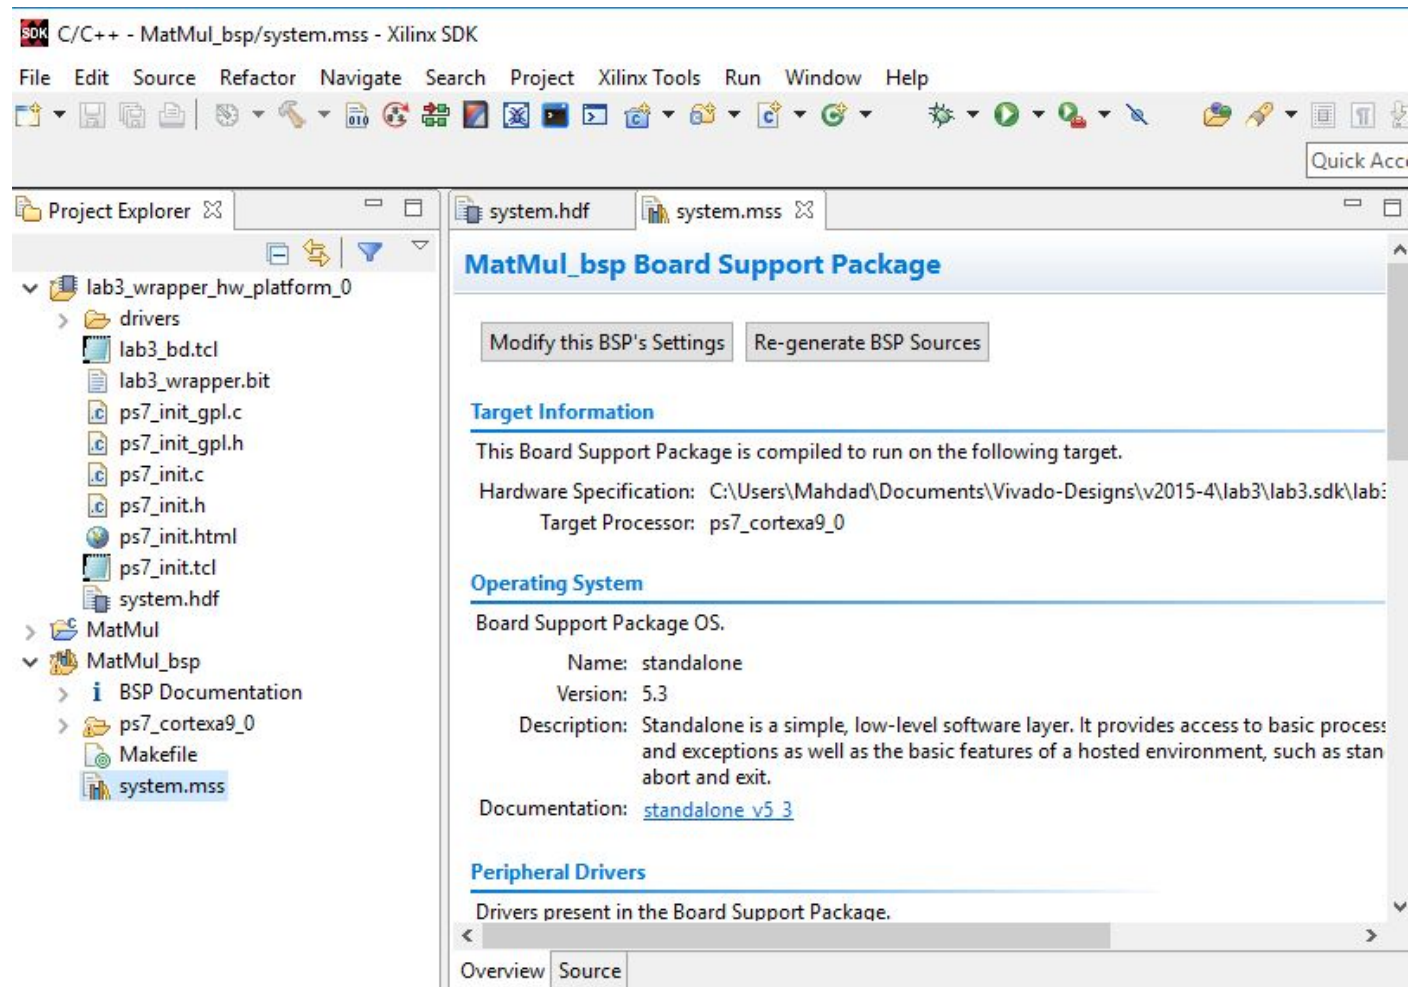 C/C++ - MatMul_bsp/system.mss - Xilinx SDK
File Edit Source Refactor Navigate Search Project Xilinx Tools Run Window Help
Quick Acc
Project Explorer
system.hdf system.mss
MatMul_bsp Board Support Package
Modify this BSP's Settings Re-generate BSP Sources
lab3_wrapper_hw_platform_0
drivers
lab3_bd.tcl
lab3_wrapper.bit
ps7_init_gpl.c
ps7_init_gpl.h
ps7_init.c
ps7_init.h
ps7_init.html
ps7_init.tcl
system.hdf
MatMul
MatMul_bsp
BSP Documentation
ps7_cortexa9_0
Makefile
system.mss
Target Information
This Board Support Package is compiled to run on the following target.
Hardware Specification: C:\Users\Mahdad\Documents\Vivado-Designs\v2015-4\lab3\lab3.sdk\lab3
Target Processor: ps7_cortexa9_0
Operating System
Board Support Package OS.
Name: standalone
Version: 5.3
Description: Standalone is a simple, low-level software layer. It provides access to basic process
and exceptions as well as the basic features of a hosted environment, such as stan
abort and exit.
Documentation: standalone_v5_3
Peripheral Drivers
Drivers present in the Board Support Package.
Overview Source